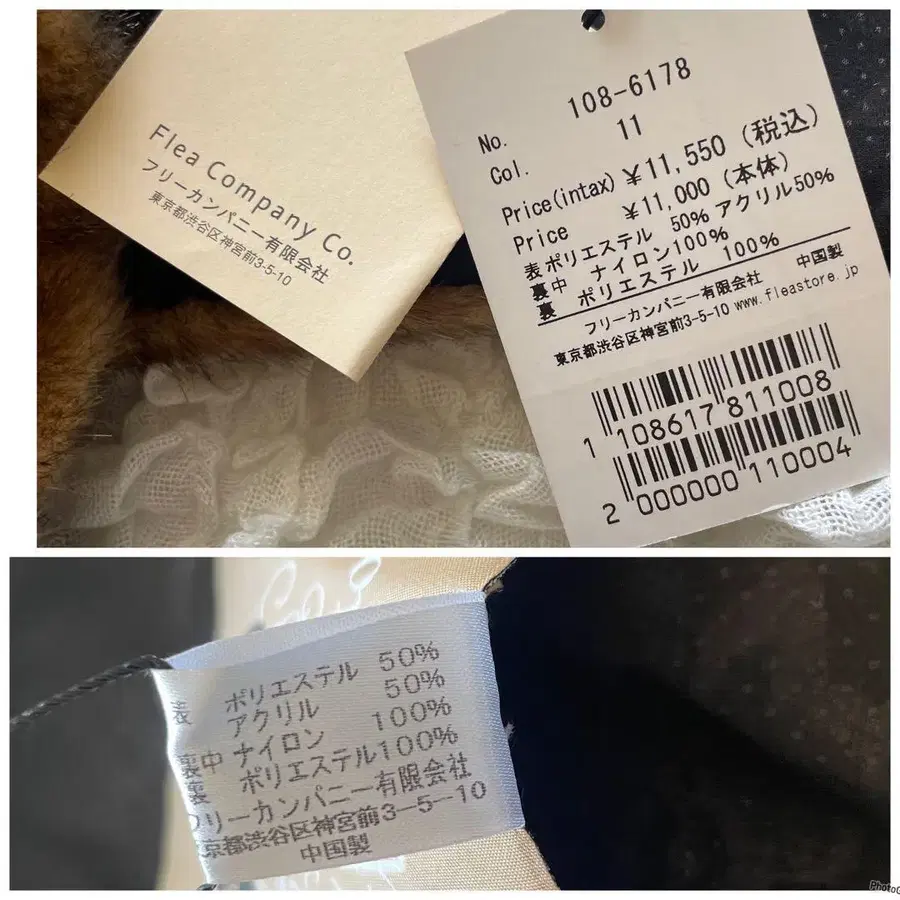 Flea Company Co.
フリーカンパニー有限会社
東京都渋谷区神宮前3-5-10
No. 108-6178
Col. 11
Price(intax) ¥11,550 (税込)
Price ¥11,000 (本体)
表 ポリエステル 50% アクリル50%
裏中 ナイロン100%
裏 ポリエステル 100%
フリーカンパニー有限会社 中国製
東京都渋谷区神宮前3-5-10 www.fleastore.jp
1 108617 811008
2 000000 110004
表 ポリエステル 50%
アクリル 50%
裏中 ナイロン 100%
裏 ポリエステル100%
フリーカンパニー有限会社
京都渋谷区神宮前3-5-10
中国製
PhotoG